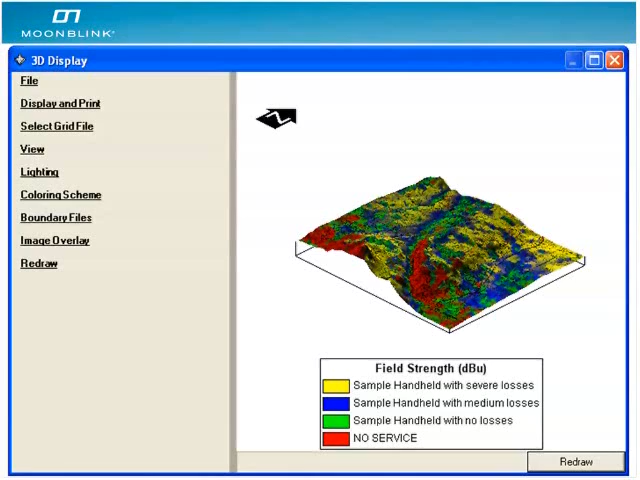 MOONBLINK
3D Display
File
Display and Print
Select Grid File
View
Lighting
Coloring Scheme
Boundary Files
Image Overlay
Redraw
N
Field Strength (dBu)
Sample Handheld with severe losses
Sample Handheld with medium losses
Sample Handheld with no losses
NO SERVICE
Redraw